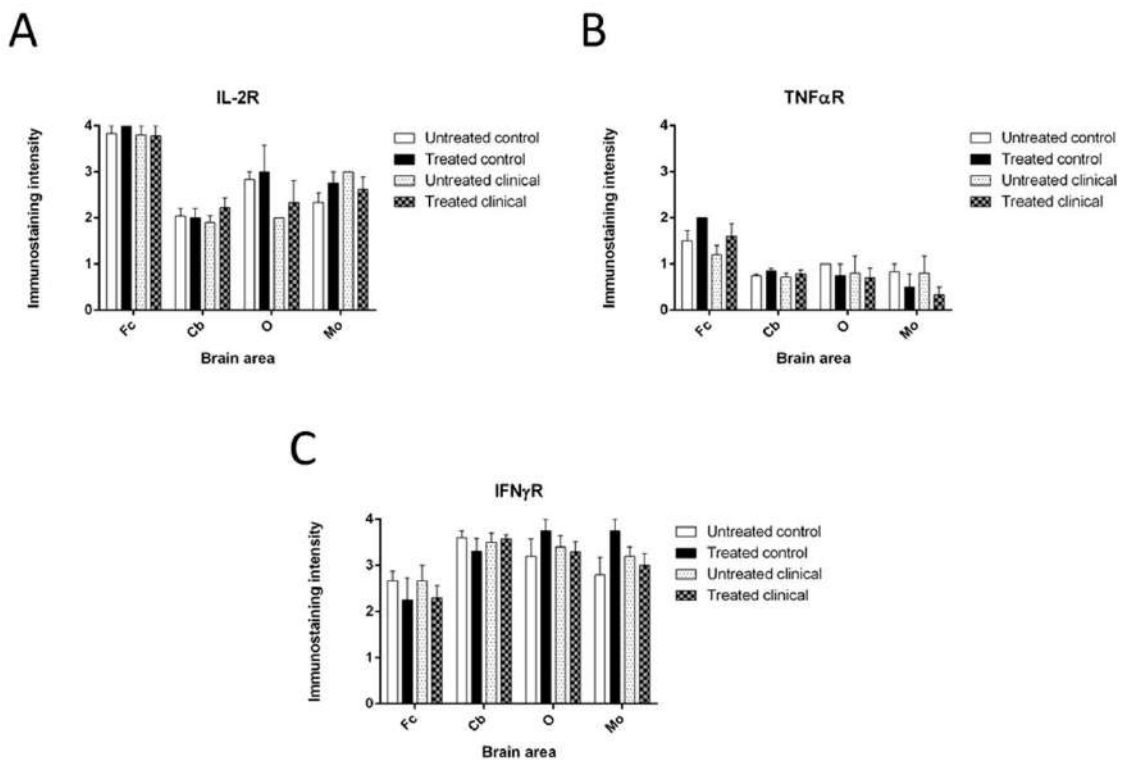 A
IL-2R
Immunostaining intensity
4
3
2
1
0
Fc
Cb
O
Mo
Brain area
Untreated control
Treated control
Untreated clinical
Treated clinical
B
TNFαR
Immunostaining intensity
4
3
2
1
0
Fc
Cb
O
Mo
Brain area
Untreated control
Treated control
Untreated clinical
Treated clinical
C
IFNγR
Immunostaining intensity
4
3
2
1
0
Fc
Cb
O
Mo
Brain area
Untreated control
Treated control
Untreated clinical
Treated clinical